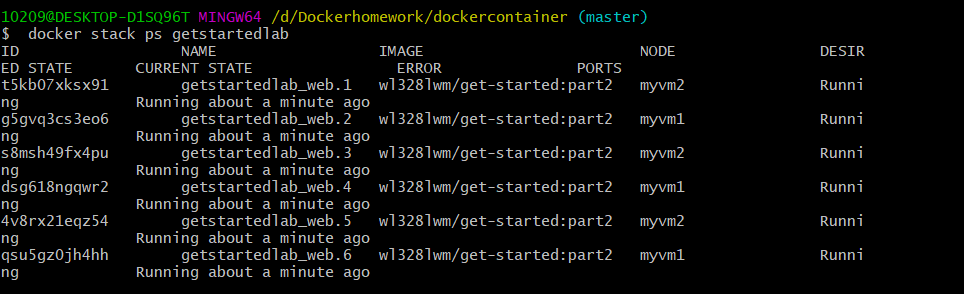 10209@DESKTOP-D1SQ96T MINGW64 /d/Dockerhomework/dockercontainer (master)
$  docker stack ps getstartedlab
ID                  NAME                  IMAGE                        NODE                DESIR
ED STATE       CURRENT STATE                ERROR               PORTS
t5kb07xksx91        getstartedlab_web.1   wl328lwm/get-started:part2   myvm2               Runni
ng             Running about a minute ago
g5gvq3cs3eo6        getstartedlab_web.2   wl328lwm/get-started:part2   myvm1               Runni
ng             Running about a minute ago
s8msh49fx4pu        getstartedlab_web.3   wl328lwm/get-started:part2   myvm2               Runni
ng             Running about a minute ago
dsg618ngqwr2        getstartedlab_web.4   wl328lwm/get-started:part2   myvm1               Runni
ng             Running about a minute ago
4v8rx21eqz54        getstartedlab_web.5   wl328lwm/get-started:part2   myvm2               Runni
ng             Running about a minute ago
qsu5gz0jh4hh        getstartedlab_web.6   wl328lwm/get-started:part2   myvm1               Runni
ng             Running about a minute ago